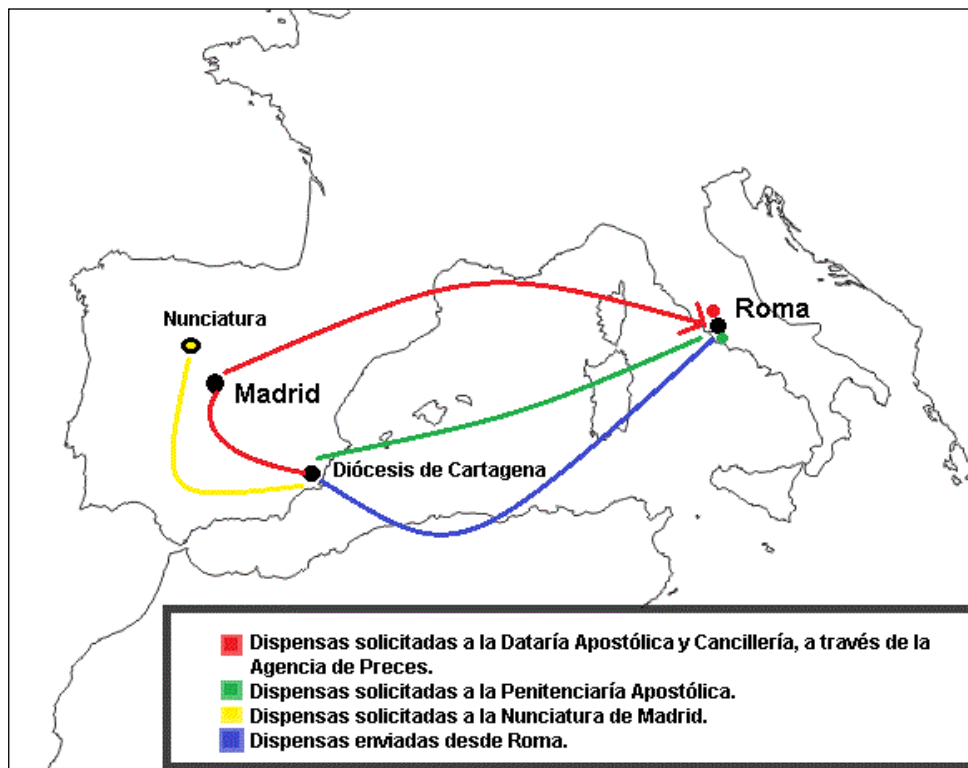 Nunciatura
Roma
Madrid
Diócesis de Cartagena
Dispensas solicitadas a la Dataría Apostólica y Cancillería, a través de la
Agencia de Preces.
Dispensas solicitadas a la Penitenciaría Apostólica.
Dispensas solicitadas a la Nunciatura de Madrid.
Dispensas enviadas desde Roma.